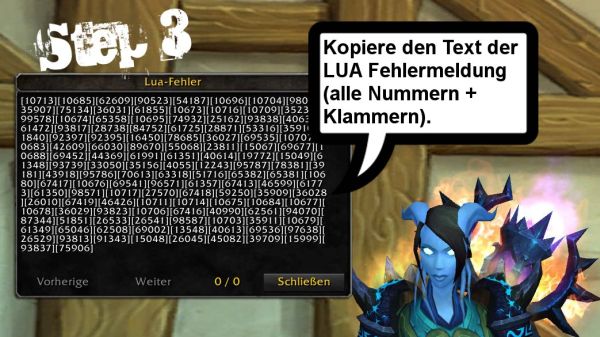 Step 3
Kopiere den Text der
LUA Fehlermeldung
(alle Nummern +
Klammern).
Lua-Fehler
[10713][10685][62609][90523][54187][10696][10704][980
35907][75134][36031][61855][10673][10716][10709][3523
99578][10674][65358][10695][74932][25162][93838][4063
61472][93817][28738][84752][61725][28871][53316][3559
1840][92397][92395][16450][78685][36027][69535][1070
0683][42609][66030][89670][55068][23811][15067][69677][1
0688][69452][44369][61991][61351][40614][19772][15049][6
1348][93739][33050][35156][4055][12243][95787][78381][39
181][43918][95786][70613][63318][51716][65382][65381][106
80][67417][10676][69541][96571][61357][67413][46599][6177
3][61350][98571][10717][27570][67418][59250][35909][36028
][26010][67419][46426][10711][10714][10675][10684][10677][
10678][36029][93823][10706][67416][40990][62561][94070][
87344][51851][26533][26541][98587][10703][35911][10679][
61349][65046][62508][69002][13548][40613][69536][97638][
26529][93813][91343][15048][26045][45082][39709][15999][
93837][75906]
Vorherige Weiter 0 / 0 Schließen